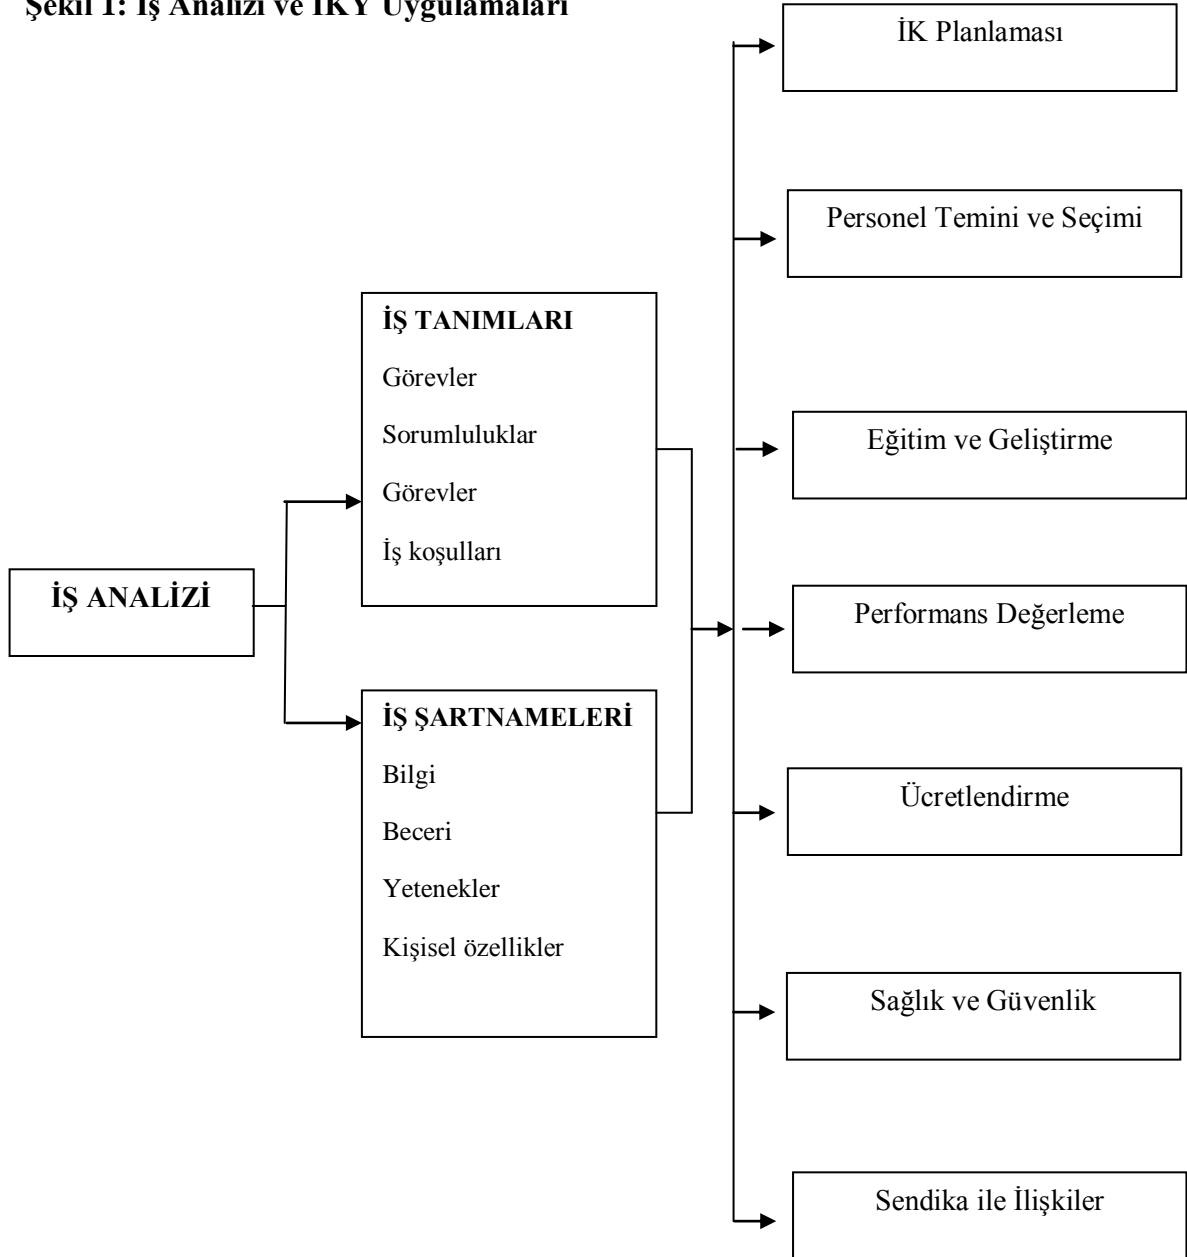 Şekil 1: İş Analizi ve İKY Uygulamaları
İŞ ANALİZİ
İŞ TANIMLARI
Görevler
Sorumluluklar
Görevler
İş koşulları
İŞ ŞARTNAMELERİ
Bilgi
Beceri
Yetenekler
Kişisel özellikler
İK Planlaması
Personel Temini ve Seçimi
Eğitim ve Geliştirme
Performans Değerleme
Ücretlendirme
Sağlık ve Güvenlik
Sendika ile İlişkiler